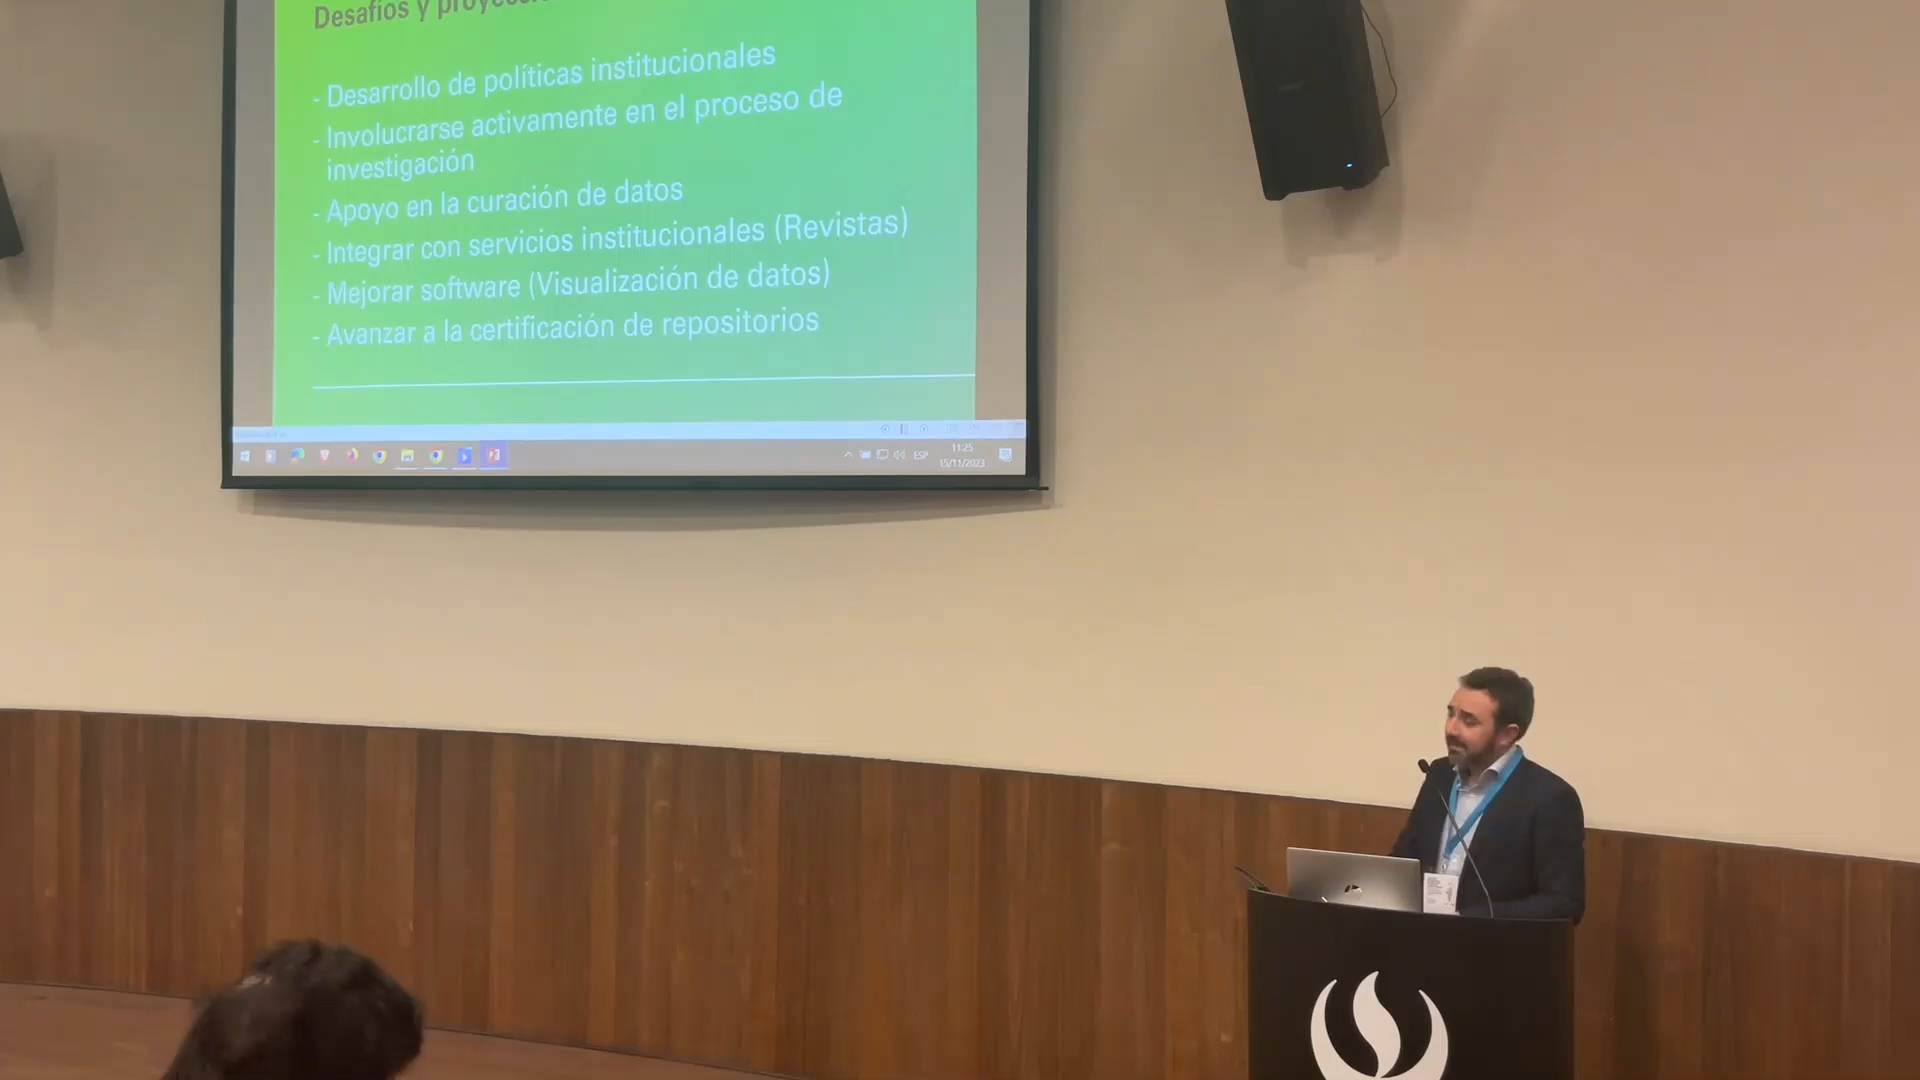 Desafíos y
- Desarrollo de políticas institucionales
- Involucrarse activamente en el proceso de
investigación
- Apoyo en la curación de datos
- Integrar con servicios institucionales (Revistas)
- Mejorar software (Visualización de datos)
- Avanzar a la certificación de repositorios
ESP
11:25
15/11/2023